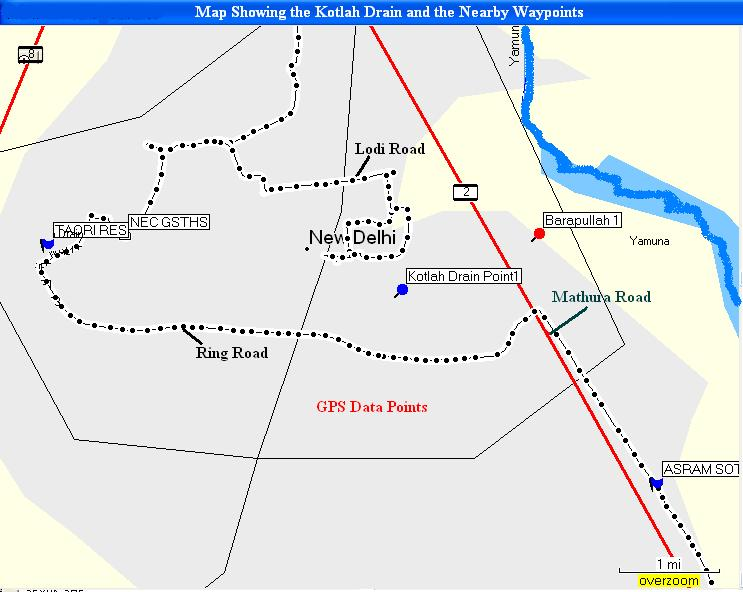 Map Showing the Kotlah Drain and the Nearby Waypoints
8
Yamuna
Lodi Road
2
Barapullah 1
NEC GSTHS
TAORI RES
Yamuna
New Delhi
Kotlah Drain Point1
Mathura Road
Ring Road
GPS Data Points
ASRAM SOT
1 mi
overzoom